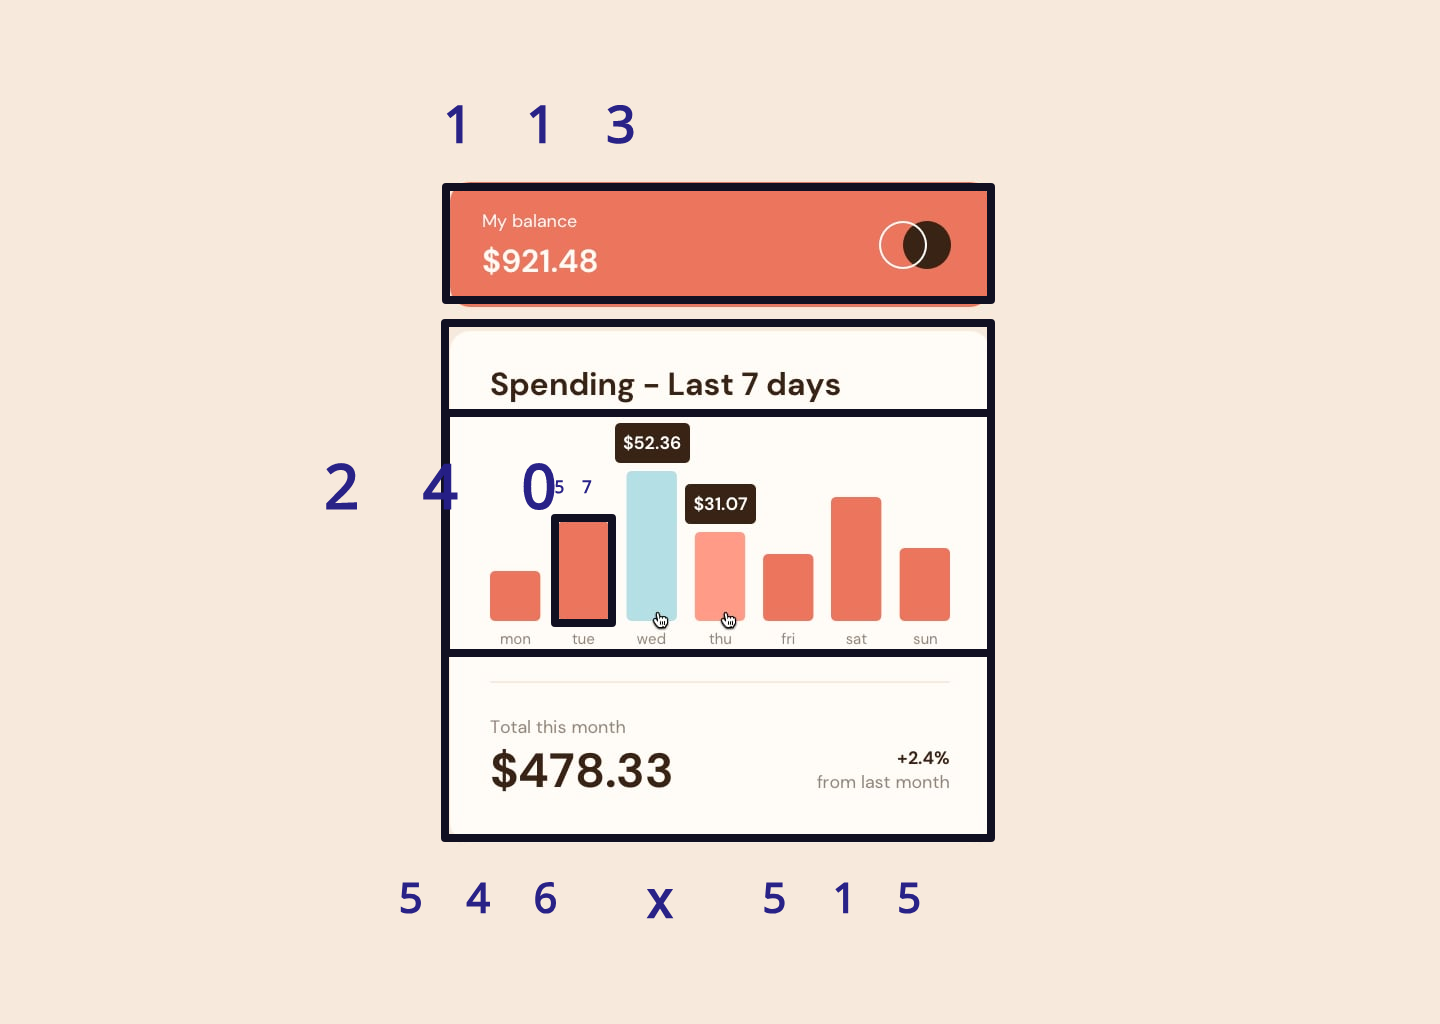 1 1 3
My balance
$921.48
Spending - Last 7 days
$52.36
2 4 0
5 7
$31.07
mon tue wed thu fri sat sun
Total this month
$478.33
+2.4%
from last month
5 4 6 x 5 1 5